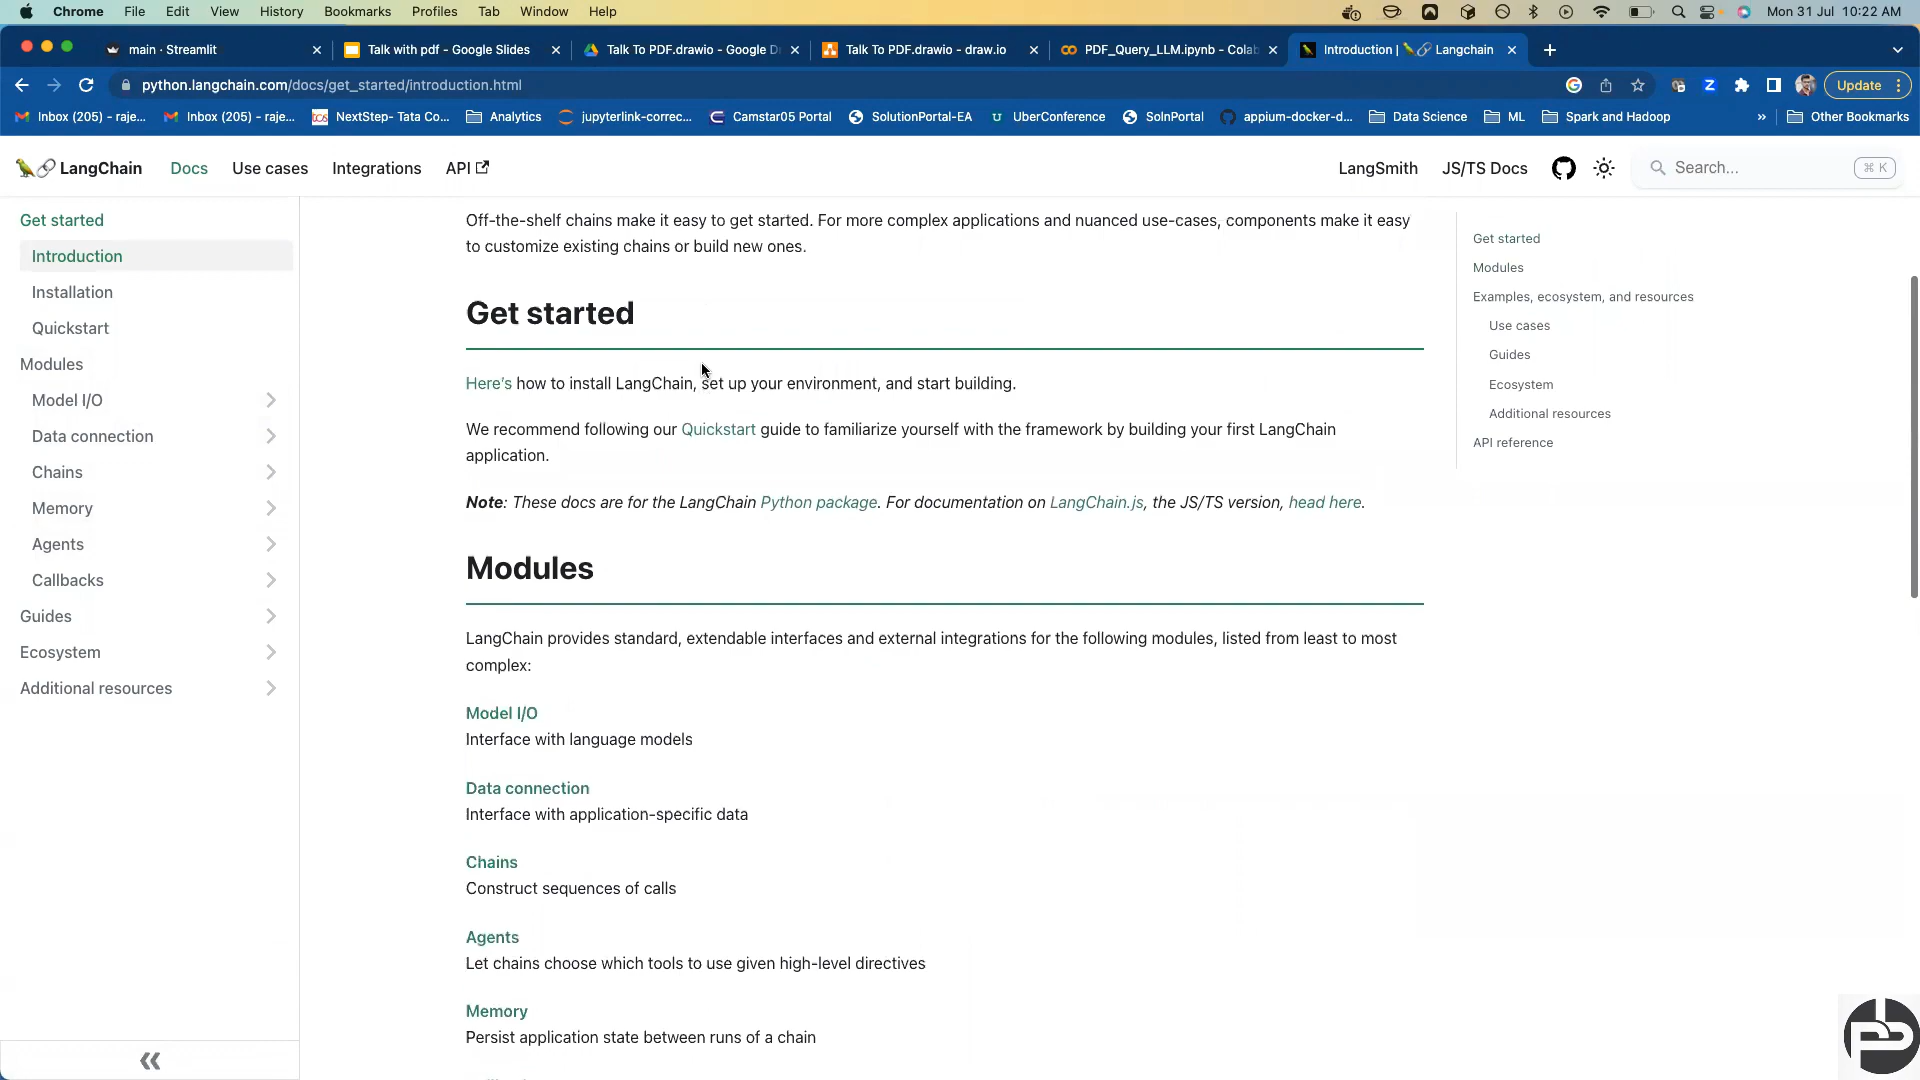 Chrome File Edit View History Bookmarks Profiles Tab Window Help Mon 31 Jul 10:22 AM
main · Streamlit Talk with pdf - Google Slides Talk To PDF.drawio - Google D Talk To PDF.drawio - draw.io PDF_Query_LLM.ipynb - Colab Introduction | Langchain
python.langchain.com/docs/get_started/introduction.html Update
Inbox (205) - raje... Inbox (205) - raje... NextStep- Tata Co... Analytics jupyterlink-correc... Camstar05 Portal SolutionPortal-EA UberConference SolnPortal appium-docker-d... Data Science ML Spark and Hadoop » Other Bookmarks
LangChain Docs Use cases Integrations API LangSmith JS/TS Docs Search... ⌘ K
Get started
Introduction
Installation
Quickstart
Modules
Model I/O
Data connection
Chains
Memory
Agents
Callbacks
Guides
Ecosystem
Additional resources
Off-the-shelf chains make it easy to get started. For more complex applications and nuanced use-cases, components make it easy
to customize existing chains or build new ones.
Get started
Here's how to install LangChain, set up your environment, and start building.
We recommend following our Quickstart guide to familiarize yourself with the framework by building your first LangChain
application.
Note: These docs are for the LangChain Python package. For documentation on LangChain.js, the JS/TS version, head here.
Modules
LangChain provides standard, extendable interfaces and external integrations for the following modules, listed from least to most
complex:
Model I/O
Interface with language models
Data connection
Interface with application-specific data
Chains
Construct sequences of calls
Agents
Let chains choose which tools to use given high-level directives
Memory
Persist application state between runs of a chain
Get started
Modules
Examples, ecosystem, and resources
Use cases
Guides
Ecosystem
Additional resources
API reference